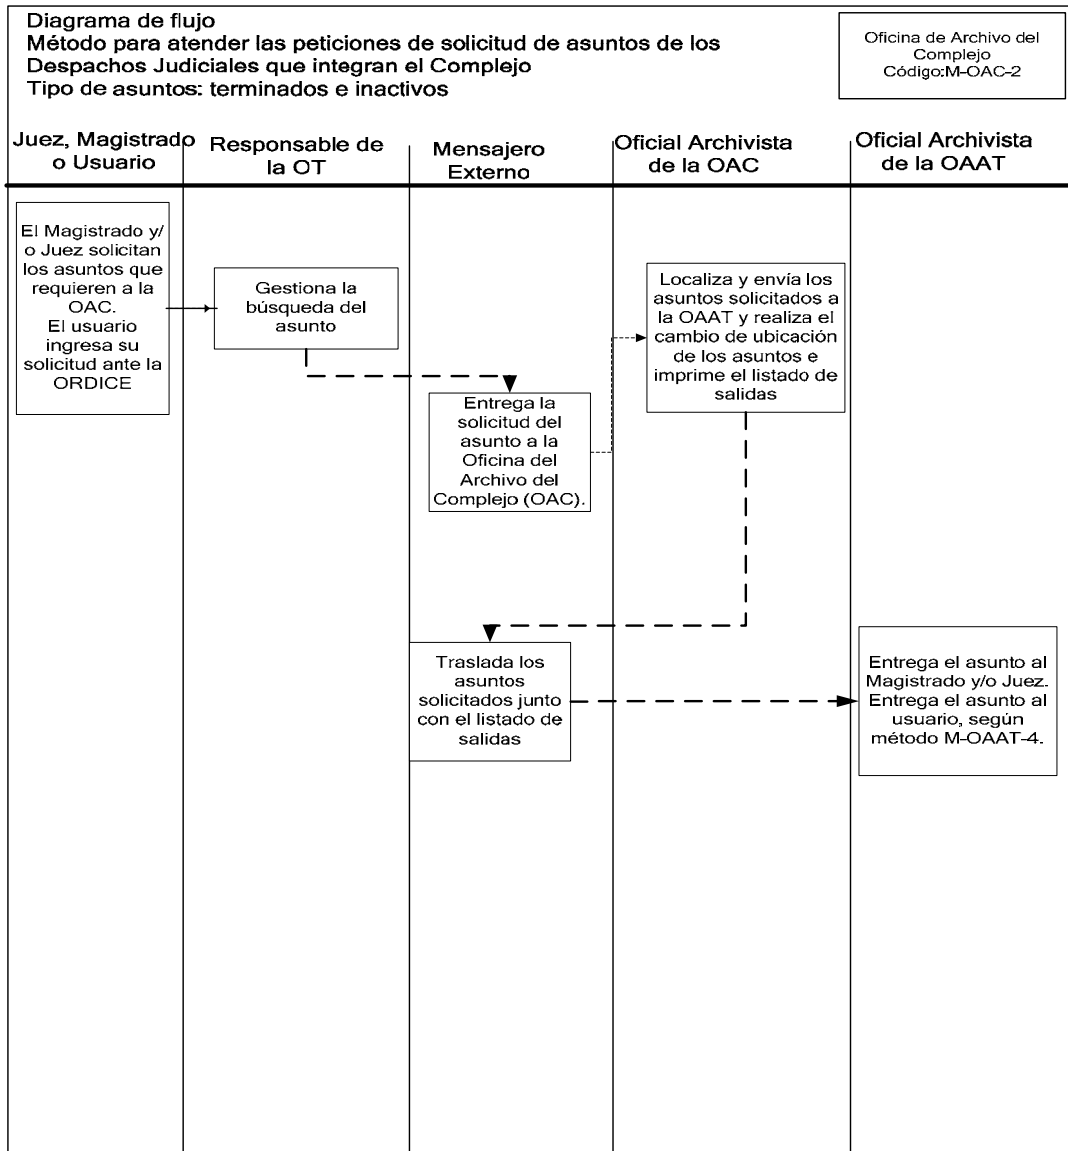 Diagrama de flujo
Método para atender las peticiones de solicitud de asuntos de los
Despachos Judiciales que integran el Complejo
Tipo de asuntos: terminados e inactivos
Oficina de Archivo del
Complejo
Código:M-OAC-2
Juez, Magistrado
o Usuario
Responsable de
la OT
Mensajero
Externo
Oficial Archivista
de la OAC
Oficial Archivista
de la OAAT
El Magistrado y/
o Juez solicitan
los asuntos que
requieren a la
OAC.
El usuario
ingresa su
solicitud ante la
ORDICE
Gestiona la
búsqueda del
asunto
Entrega la
solicitud del
asunto a la
Oficina del
Archivo del
Complejo (OAC).
Localiza y envía los
asuntos solicitados a
la OAAT y realiza el
cambio de ubicación
de los asuntos e
imprime el listado de
salidas
Traslada los
asuntos
solicitados junto
con el listado de
salidas
Entrega el asunto al
Magistrado y/o Juez.
Entrega el asunto al
usuario, según
método M-OAAT-4.